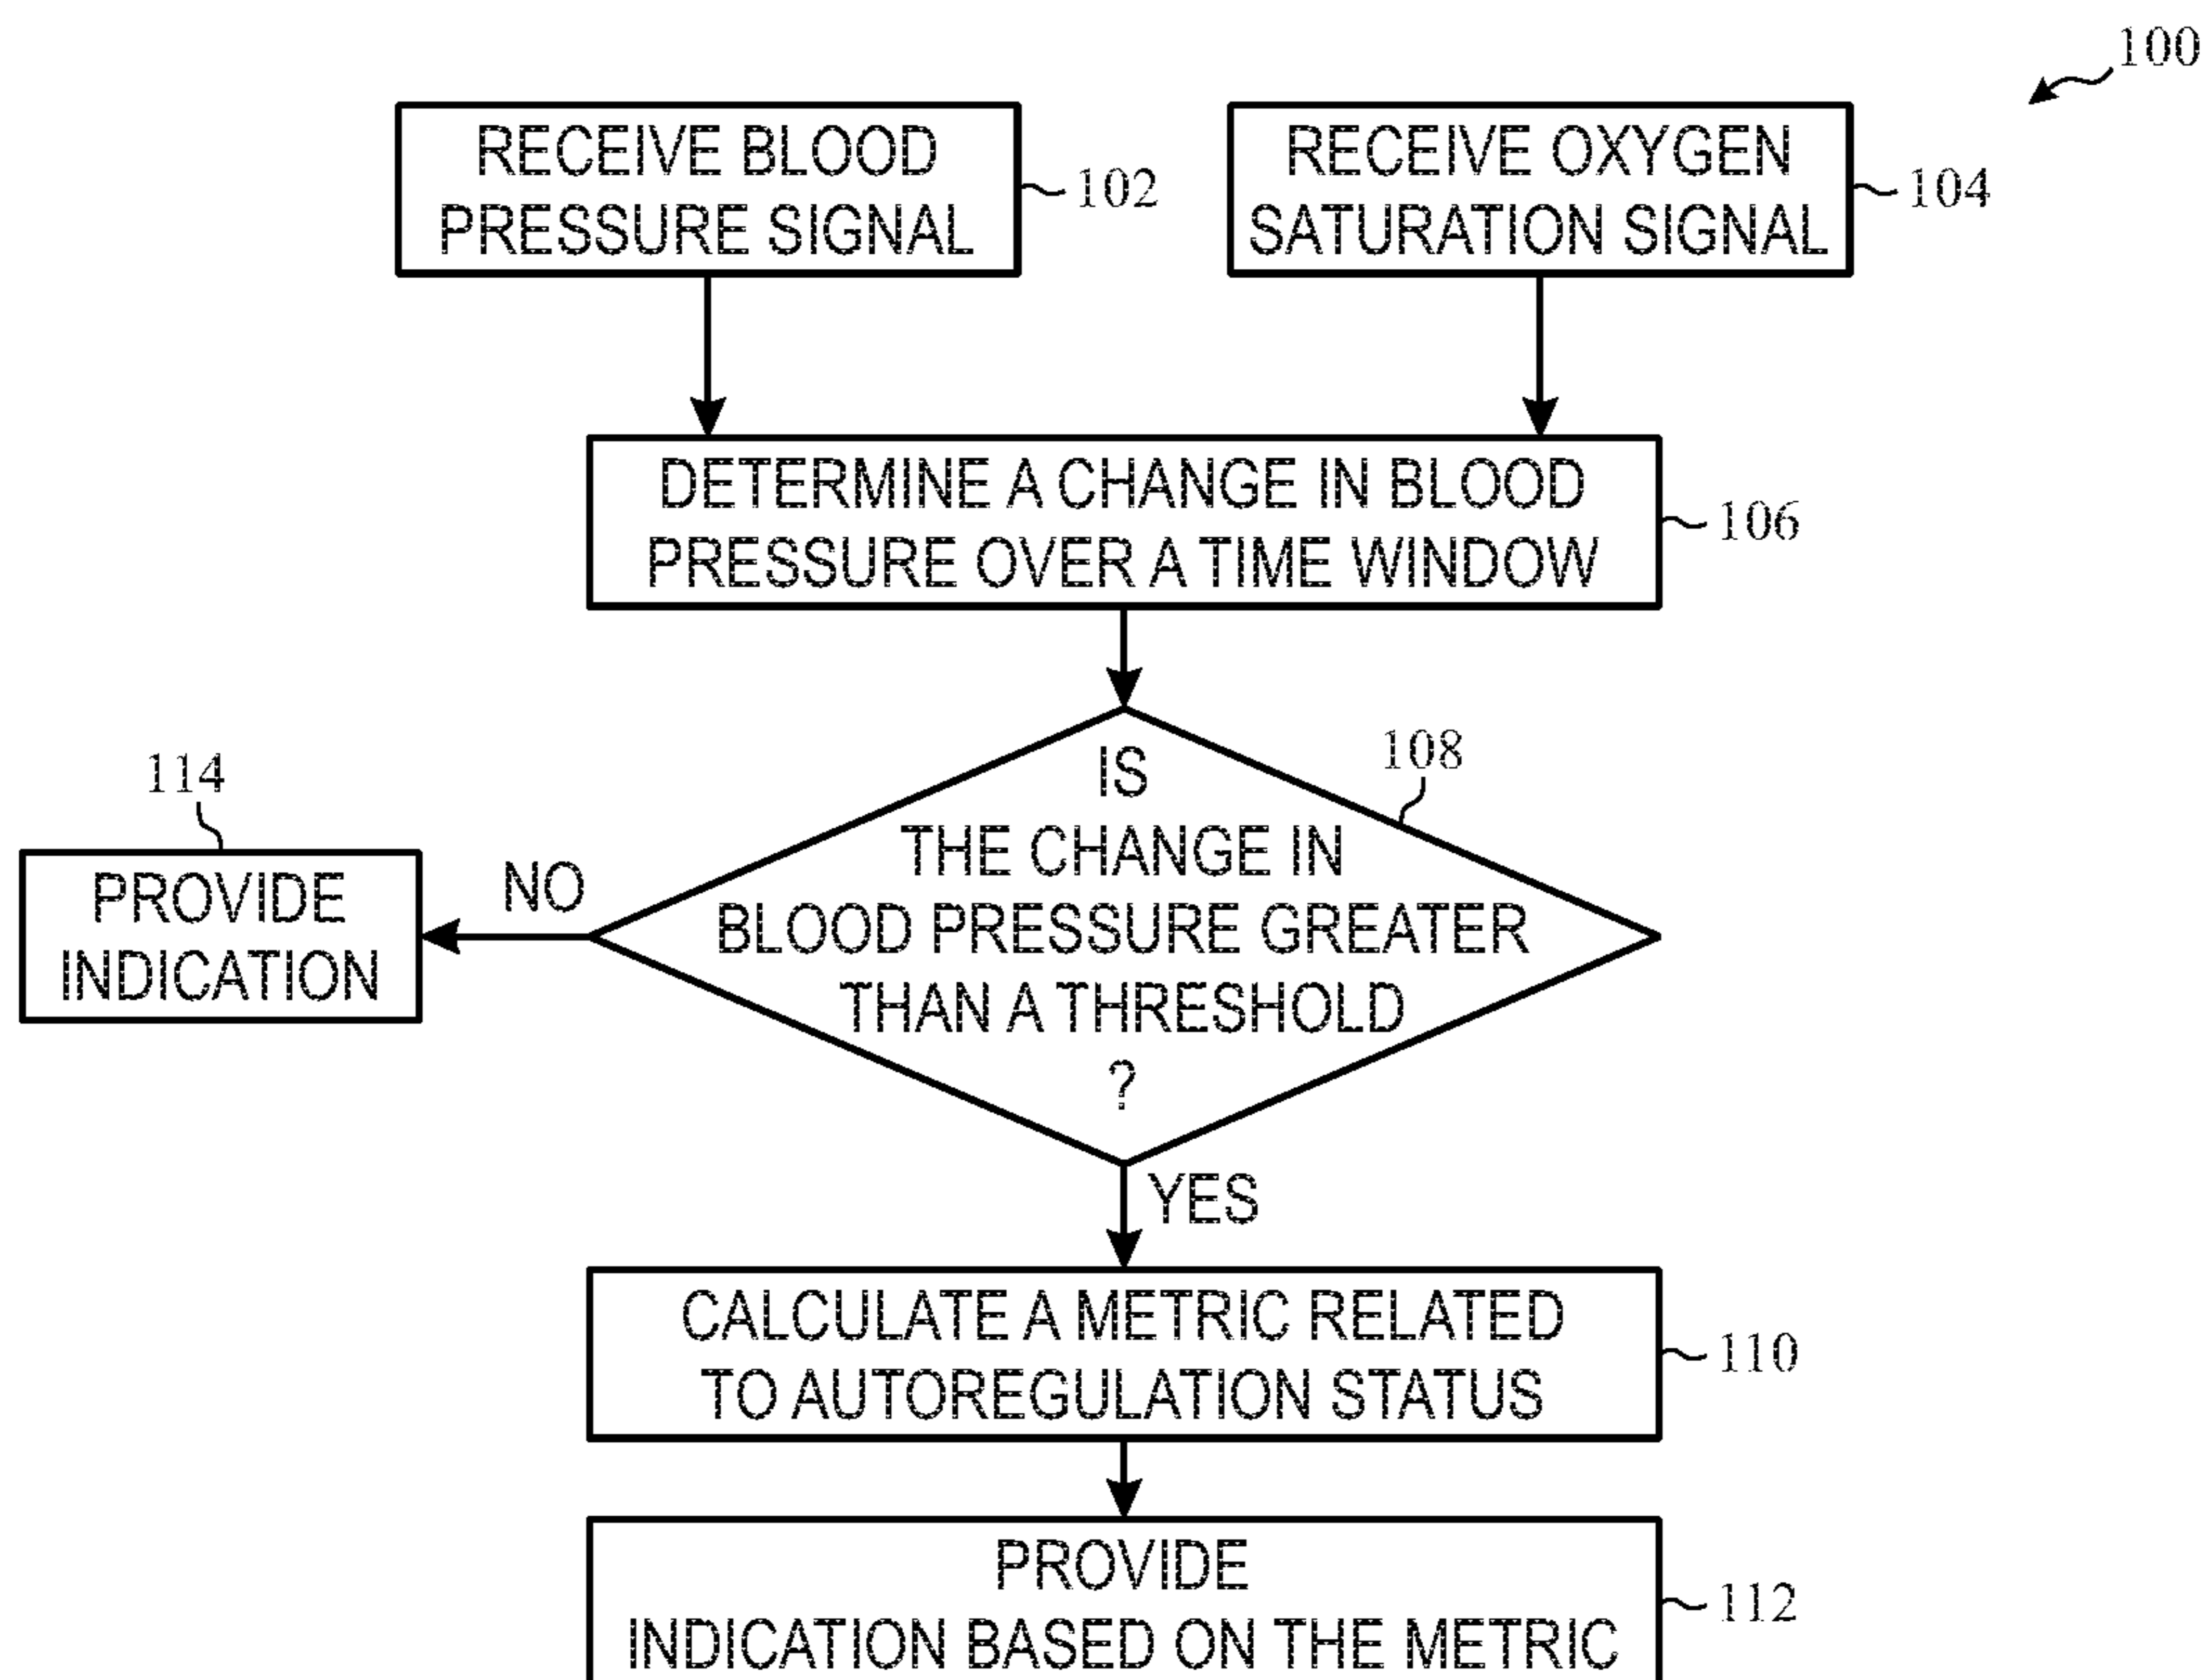 100
RECEIVE BLOOD
PRESSURE SIGNAL
102
RECEIVE OXYGEN
SATURATION SIGNAL
104
DETERMINE A CHANGE IN BLOOD
PRESSURE OVER A TIME WINDOW
106
IS
THE CHANGE IN
BLOOD PRESSURE GREATER
THAN A THRESHOLD
?
108
NO
114
PROVIDE
INDICATION
YES
CALCULATE A METRIC RELATED
TO AUTOREGULATION STATUS
110
PROVIDE
INDICATION BASED ON THE METRIC
112